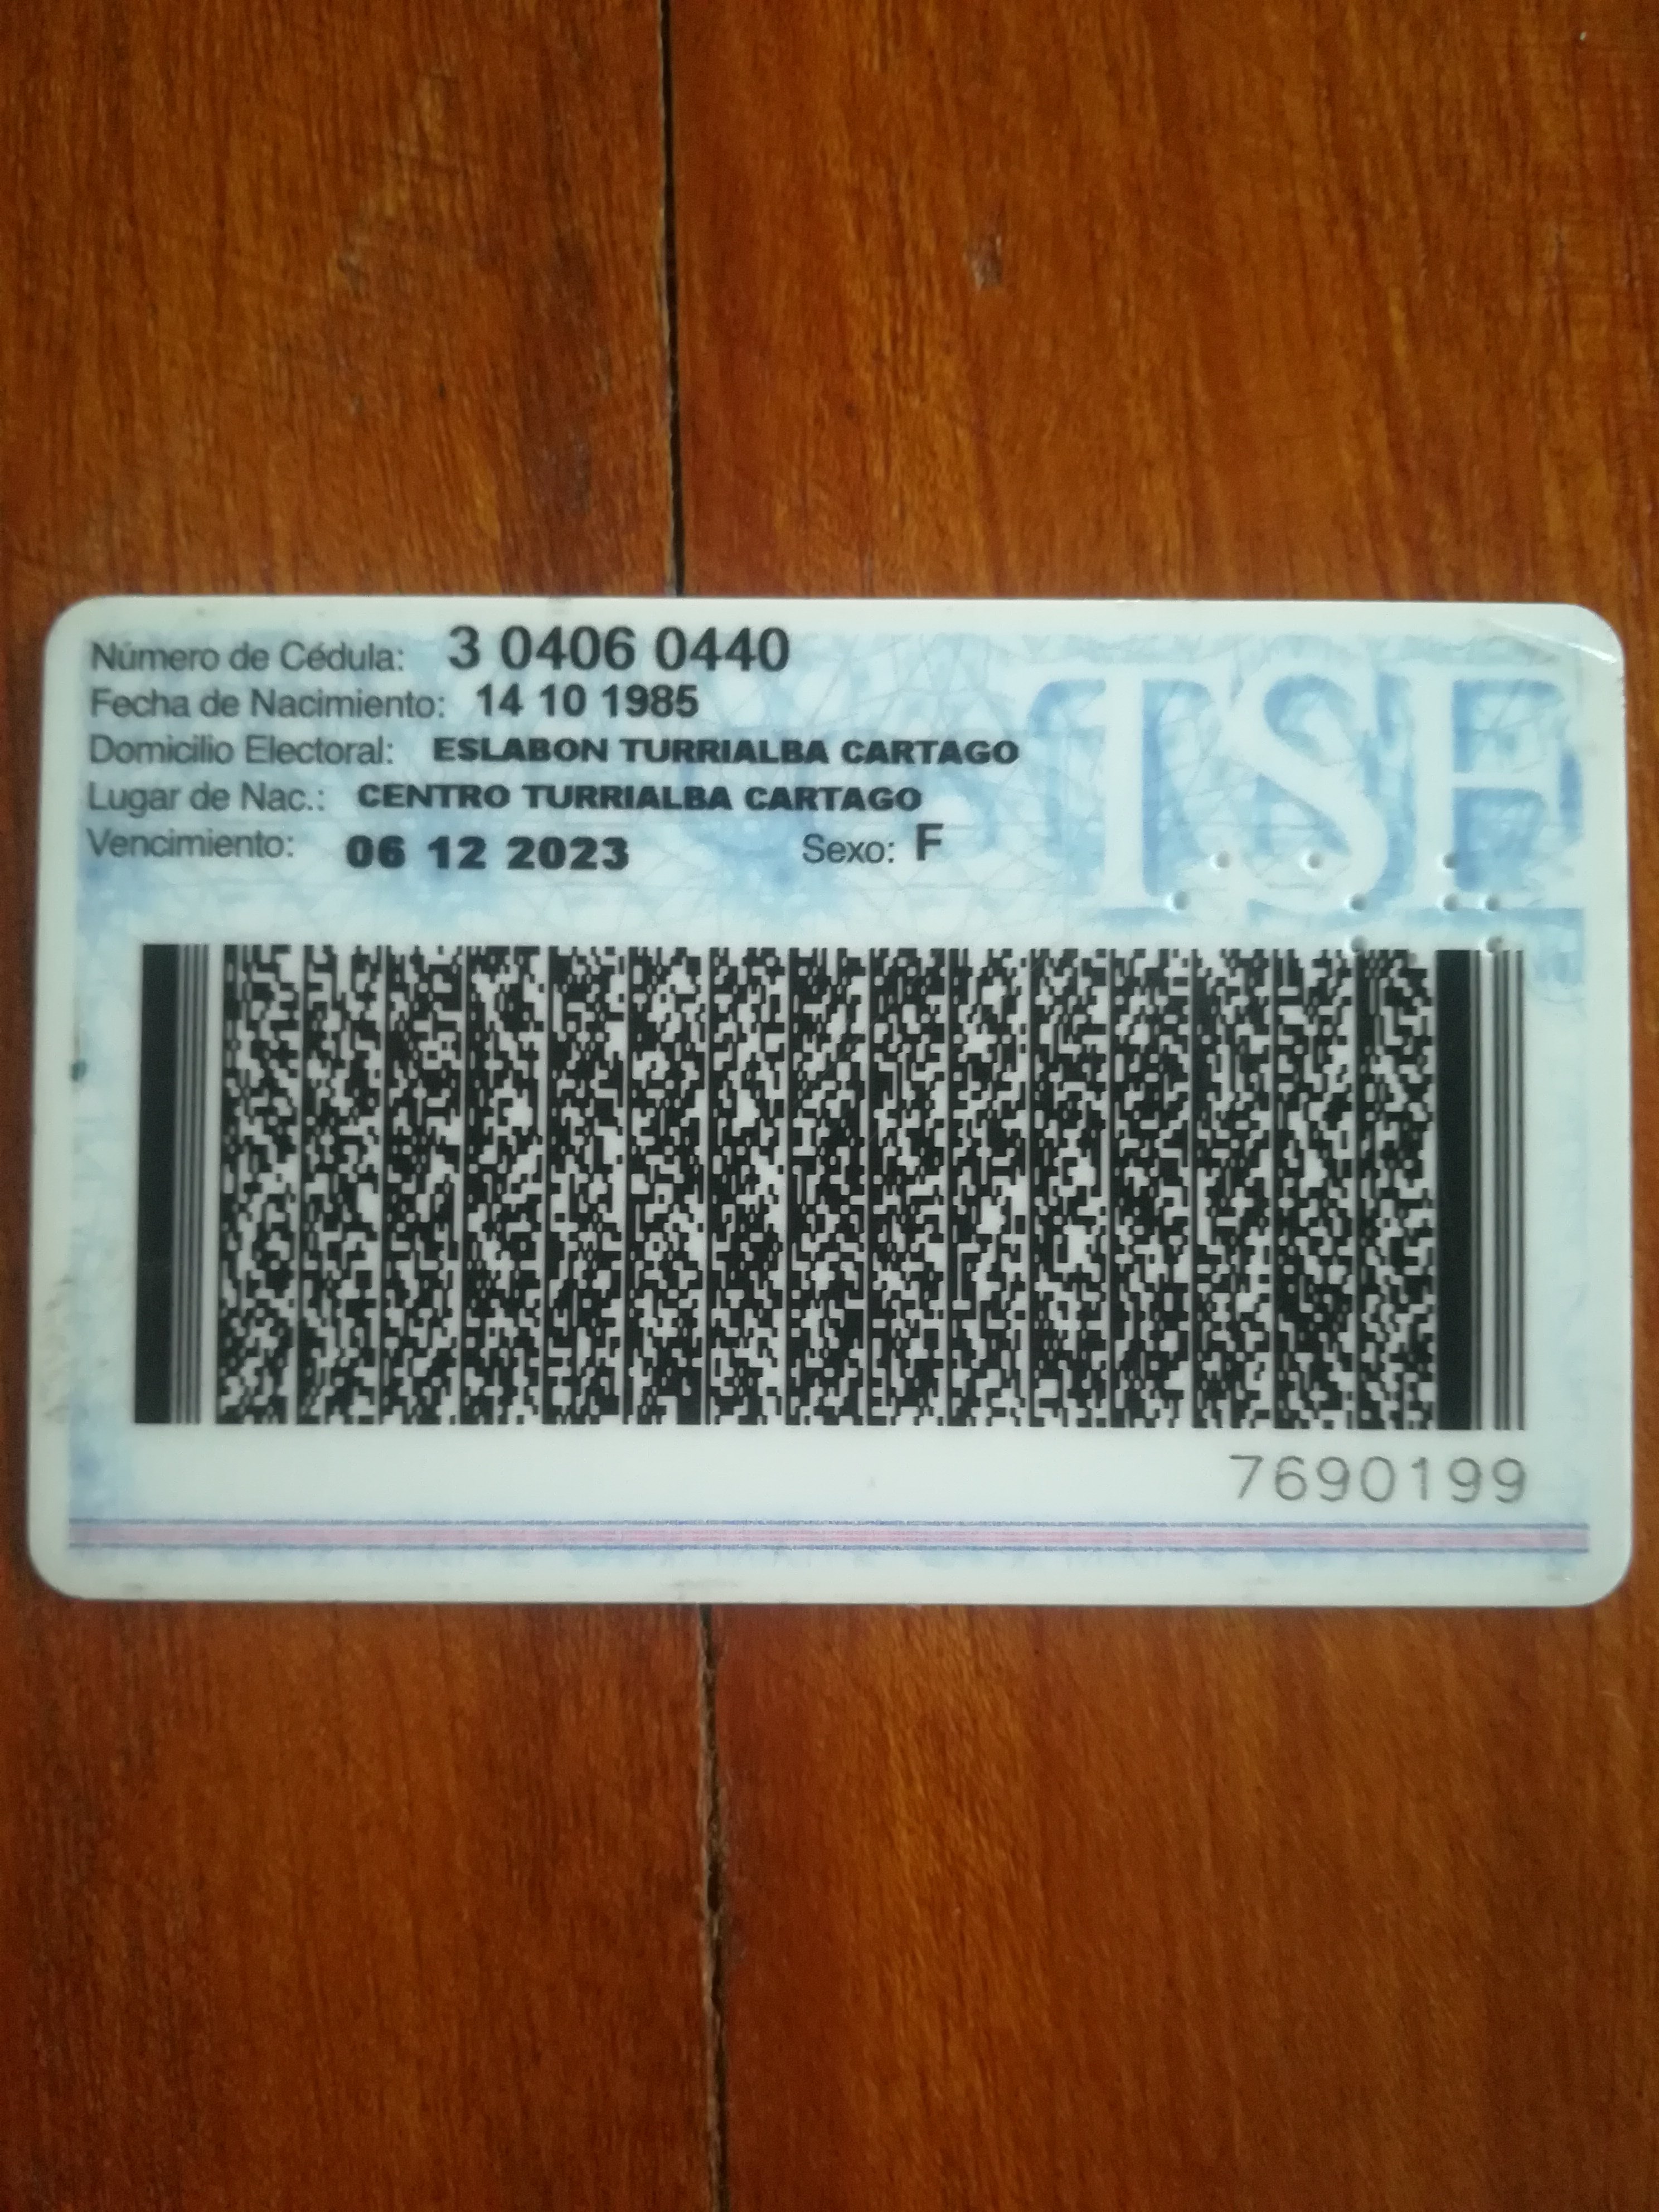 Número de Cédula: 3 0406 0440
Fecha de Nacimiento: 14 10 1985
Domicilio Electoral: ESLABON TURRIALBA CARTAGO
Lugar de Nac.: CENTRO TURRIALBA CARTAGO
Vencimiento: 06 12 2023 Sexo: F
TSE
7690199